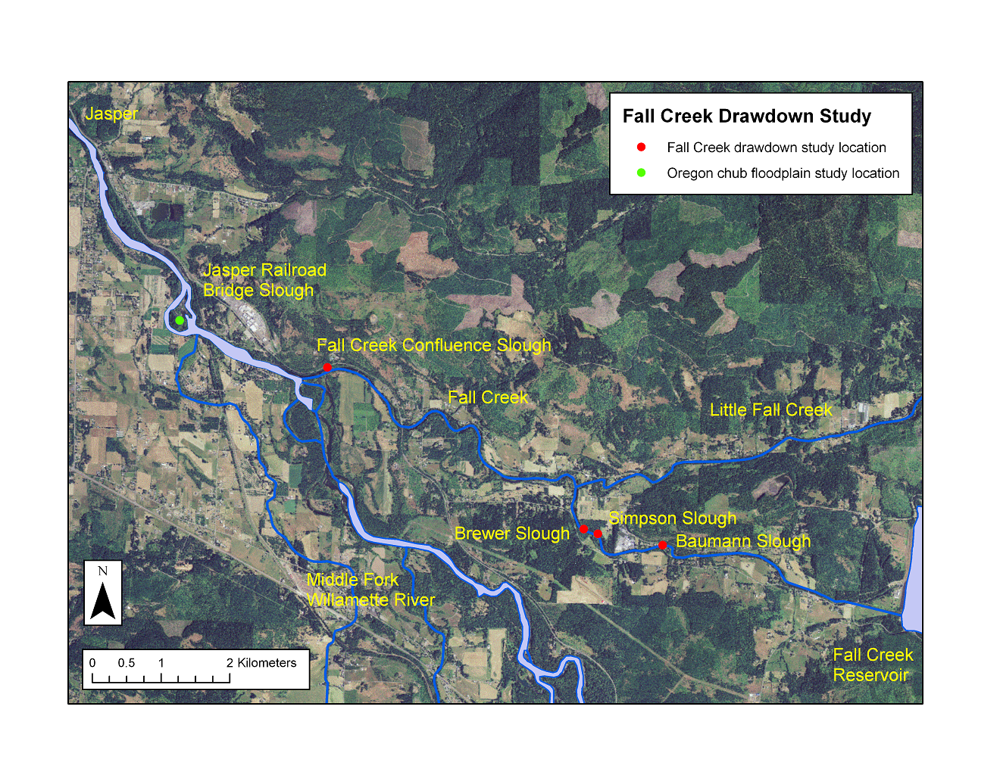 Jasper
Fall Creek Drawdown Study
Fall Creek drawdown study location
Oregon chub floodplain study location
Jasper Railroad
Bridge Slough
Fall Creek Confluence Slough
Fall Creek
Little Fall Creek
Simpson Slough
Brewer Slough
Baumann Slough
Middle Fork
Willamette River
N
Fall Creek
Reservoir
0 0.5 1 2 Kilometers